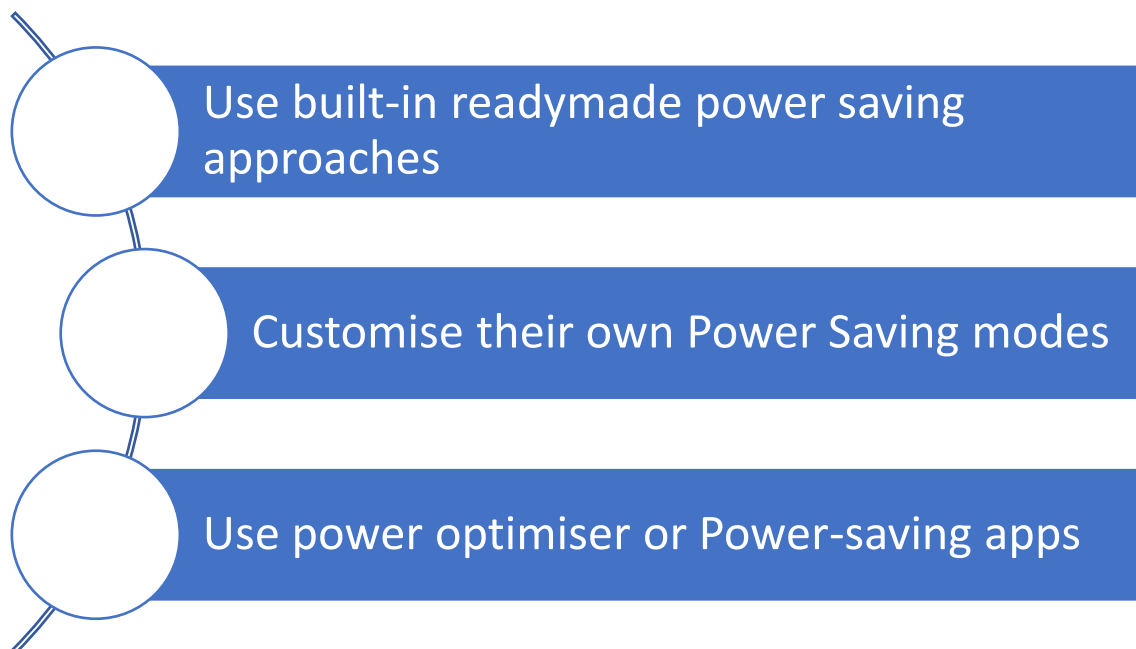 Use built-in readymade power saving
approaches
Customise their own Power Saving modes
Use power optimiser or Power-saving apps